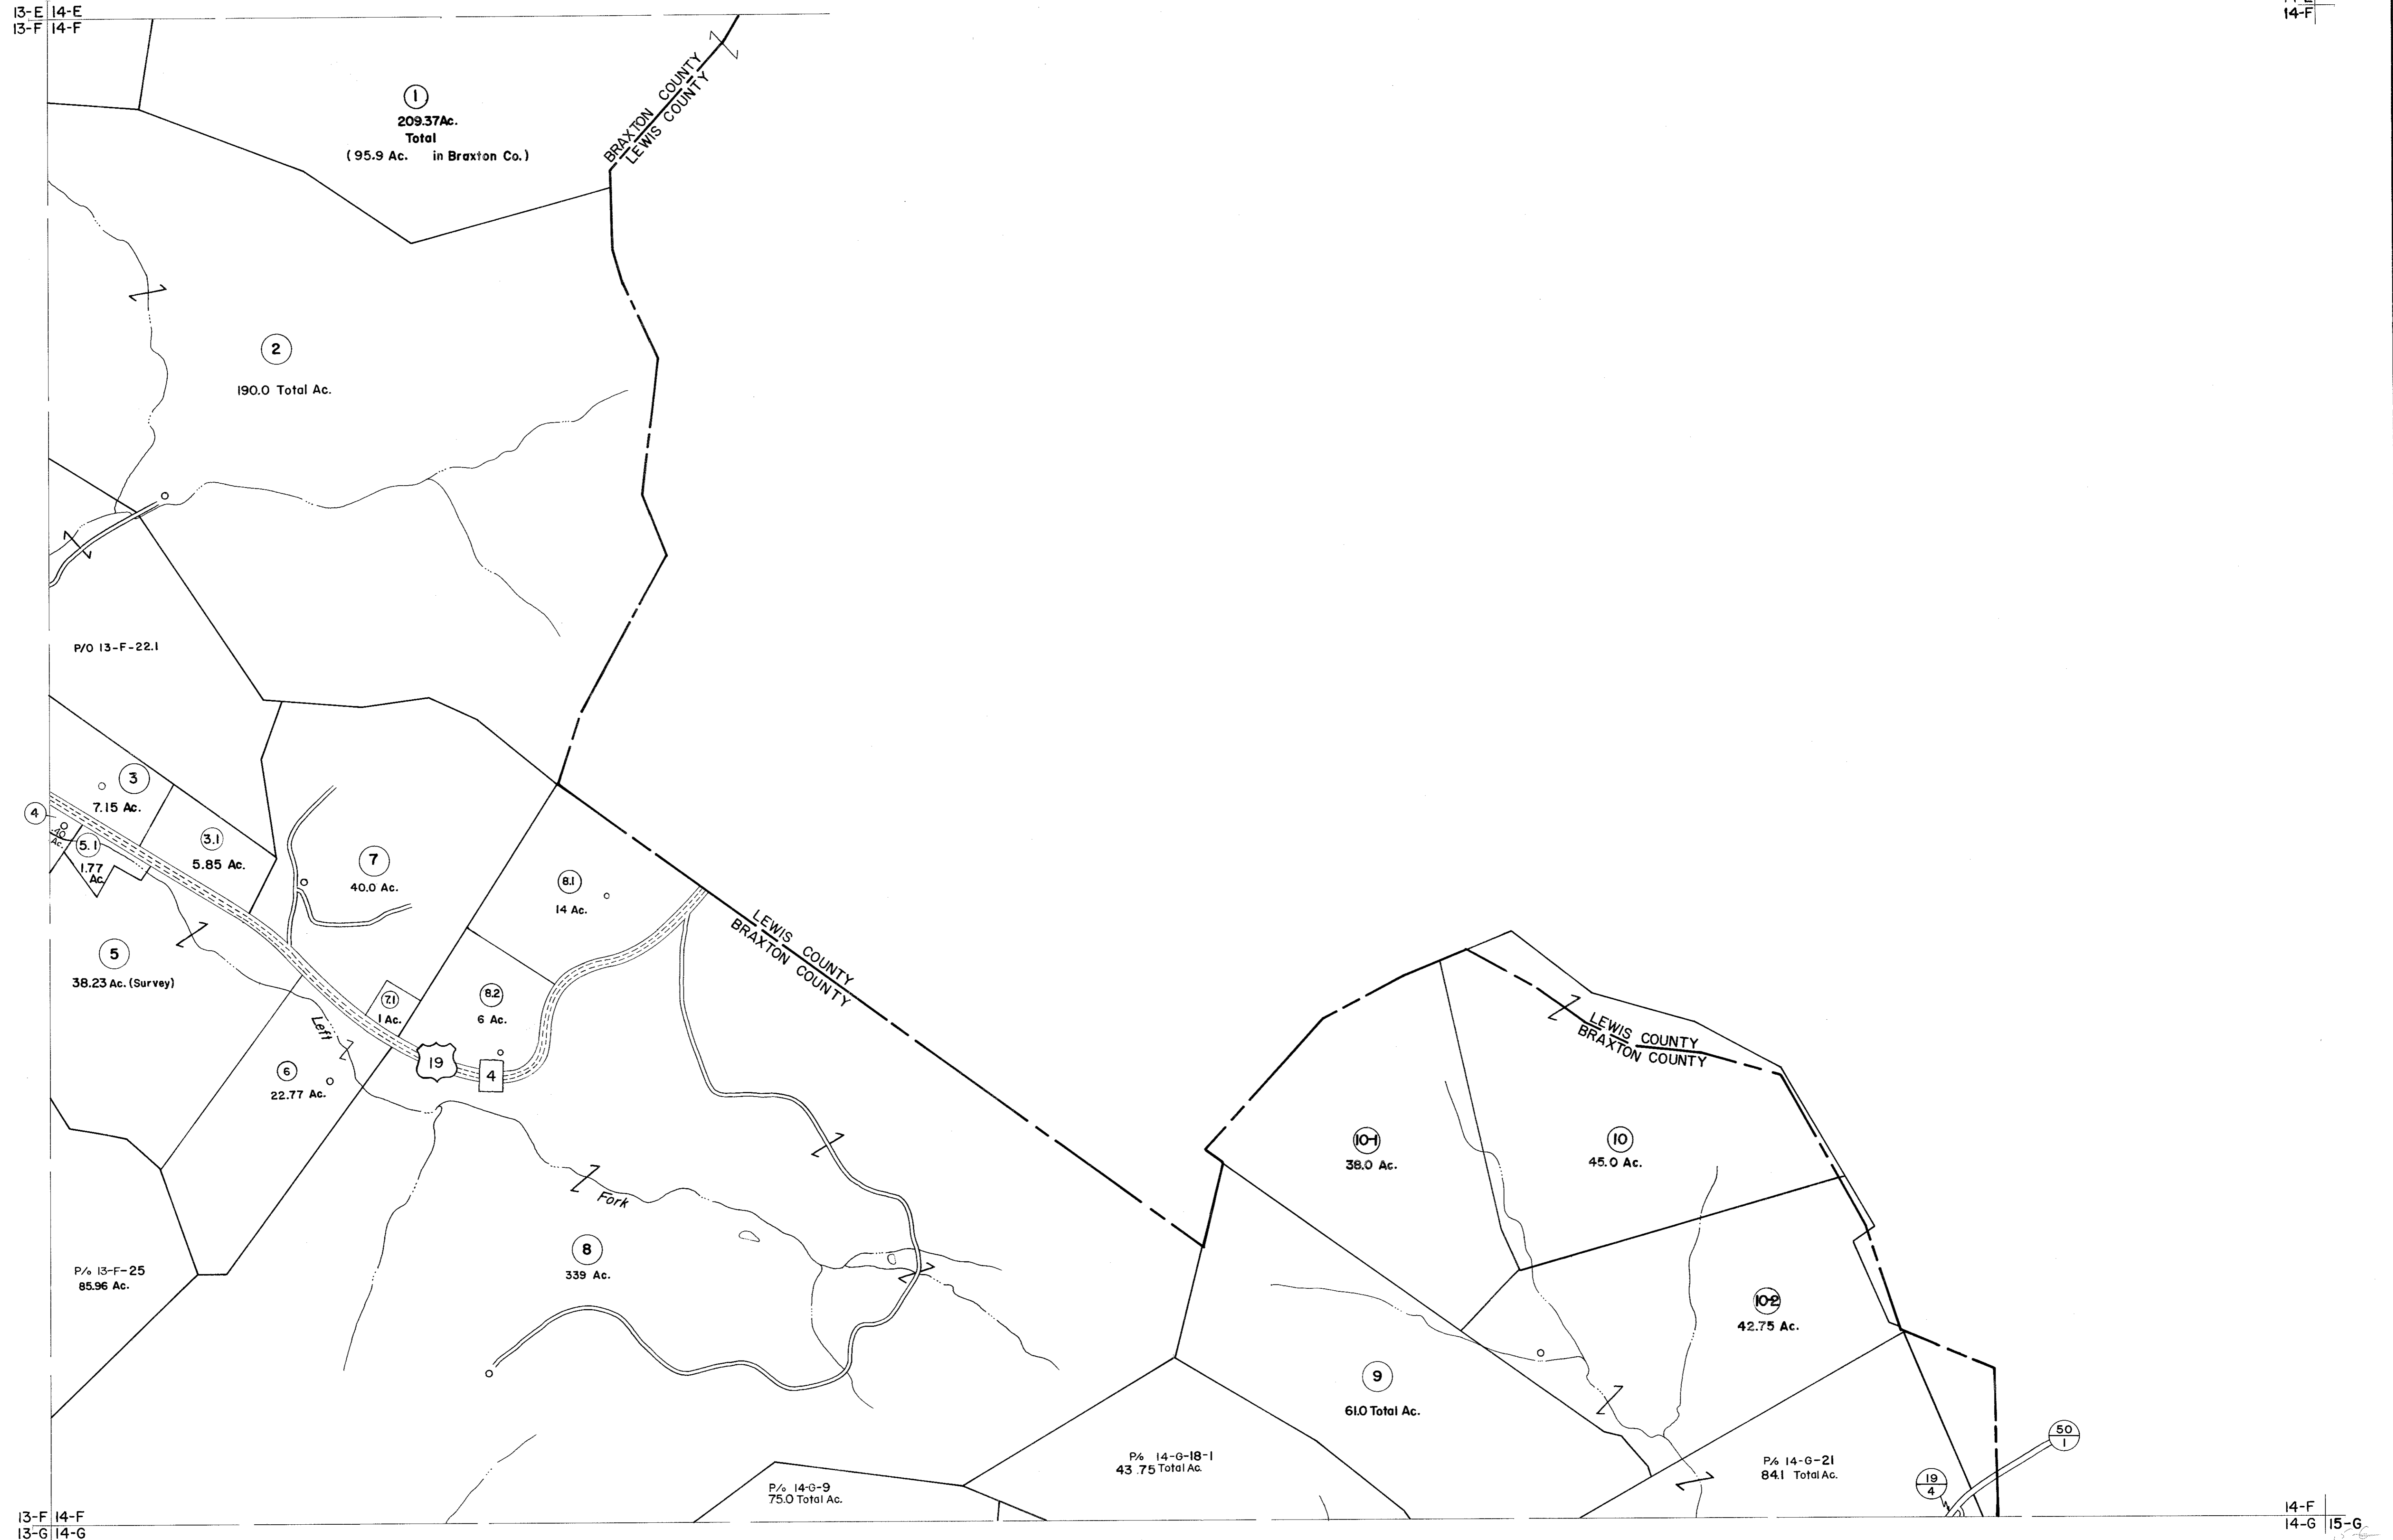 13-E 14-E
13-F 14-F
14-F
BRAXTON COUNTY
LEWIS COUNTY
1
209.37Ac.
Total
(95.9 Ac. in Braxton Co.)
2
190.0 Total Ac.
P/O 13-F-22.1
3
7.15 Ac.
4
.40
Ac.
5.1
1.77
Ac.
3.1
5.85 Ac.
7
40.0 Ac.
8.1
14 Ac.
LEWIS COUNTY
BRAXTON COUNTY
5
38.23 Ac. (Survey)
7.1
1 Ac.
8.2
6 Ac.
Left
19
4
6
22.77 Ac.
LEWIS COUNTY
BRAXTON COUNTY
10-1
38.0 Ac.
10
45.0 Ac.
Fork
8
339 Ac.
P/o 13-F-25
85.96 Ac.
10-2
42.75 Ac.
9
61.0 Total Ac.
P/o 14-G-18-1
43.75 Total Ac.
P/o 14-G-21
84.1 Total Ac.
50
1
19
4
P/o 14-G-9
75.0 Total Ac.
13-F 14-F
13-G 14-G
14-F
14-G 15-G